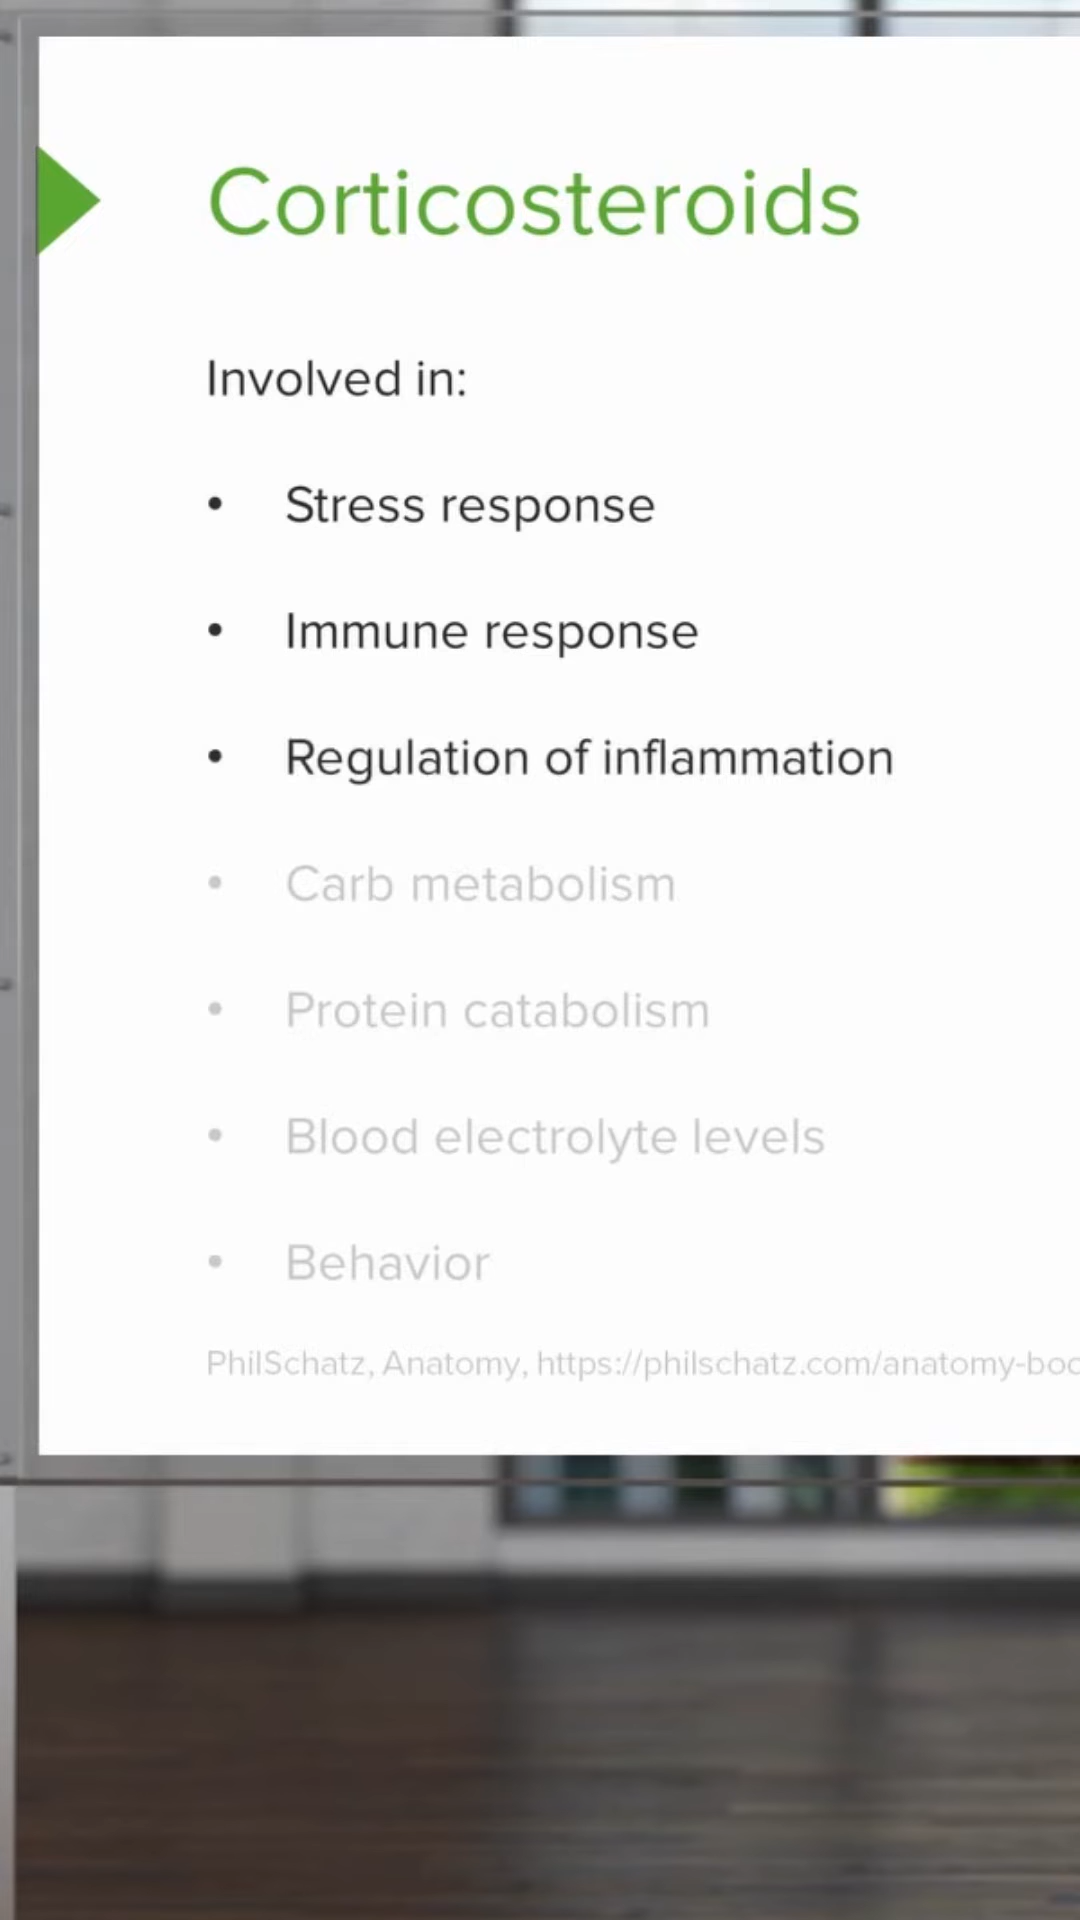 Corticosteroids
Involved in:
• Stress response
• Immune response
• Regulation of inflammation
• Carb metabolism
• Protein catabolism
• Blood electrolyte levels
• Behavior
PhilSchatz, Anatomy, https://philschatz.com/anatomy-boo